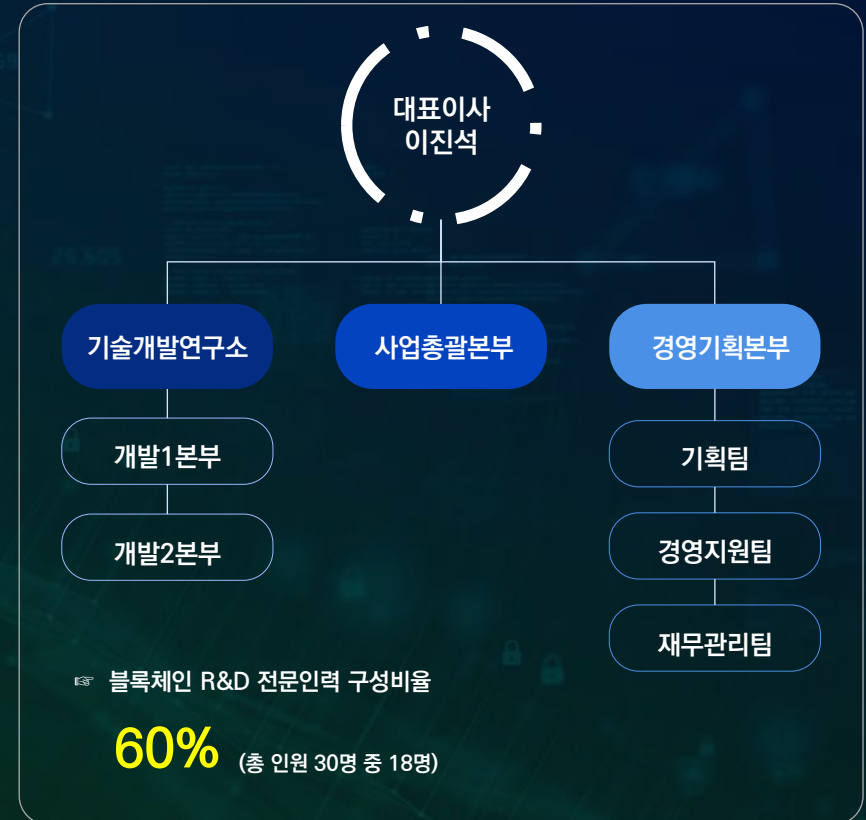 대표이사
이진석
기술개발연구소
사업총괄본부
경영기획본부
개발1본부
기획팀
개발2본부
경영지원팀
재무관리팀
☞ 블록체인 R&D 전문인력 구성비율
60% (총 인원 30명 중 18명)
26.505